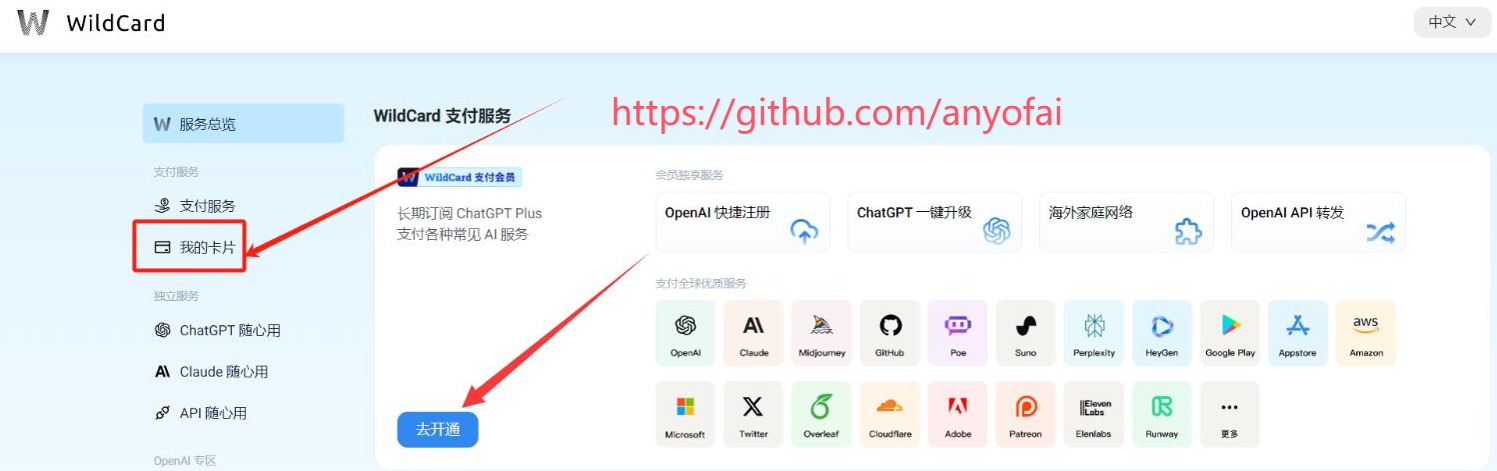 WildCard
中文
https://github.com/anyofai
服务总览
支付服务
支付服务
我的卡片
独立服务
ChatGPT 随心用
Claude 随心用
API 随心用
OpenAI 专区
WildCard 支付服务
WildCard 支付会员
长期订阅 ChatGPT Plus
支付各种常见 AI 服务
去开通
会员独享服务
OpenAI 快捷注册
ChatGPT 一键升级
海外家庭网络
OpenAI API 转发
支付全球优质服务
OpenAI
Claude
Midjourney
GitHub
Poe
Suno
Perplexity
HeyGen
Google Play
Appstore
aws
Amazon
Microsoft
Twitter
Overleaf
Cloudflare
Adobe
Patreon
IIEleven
Labs
Elenlabs
Runway
更多